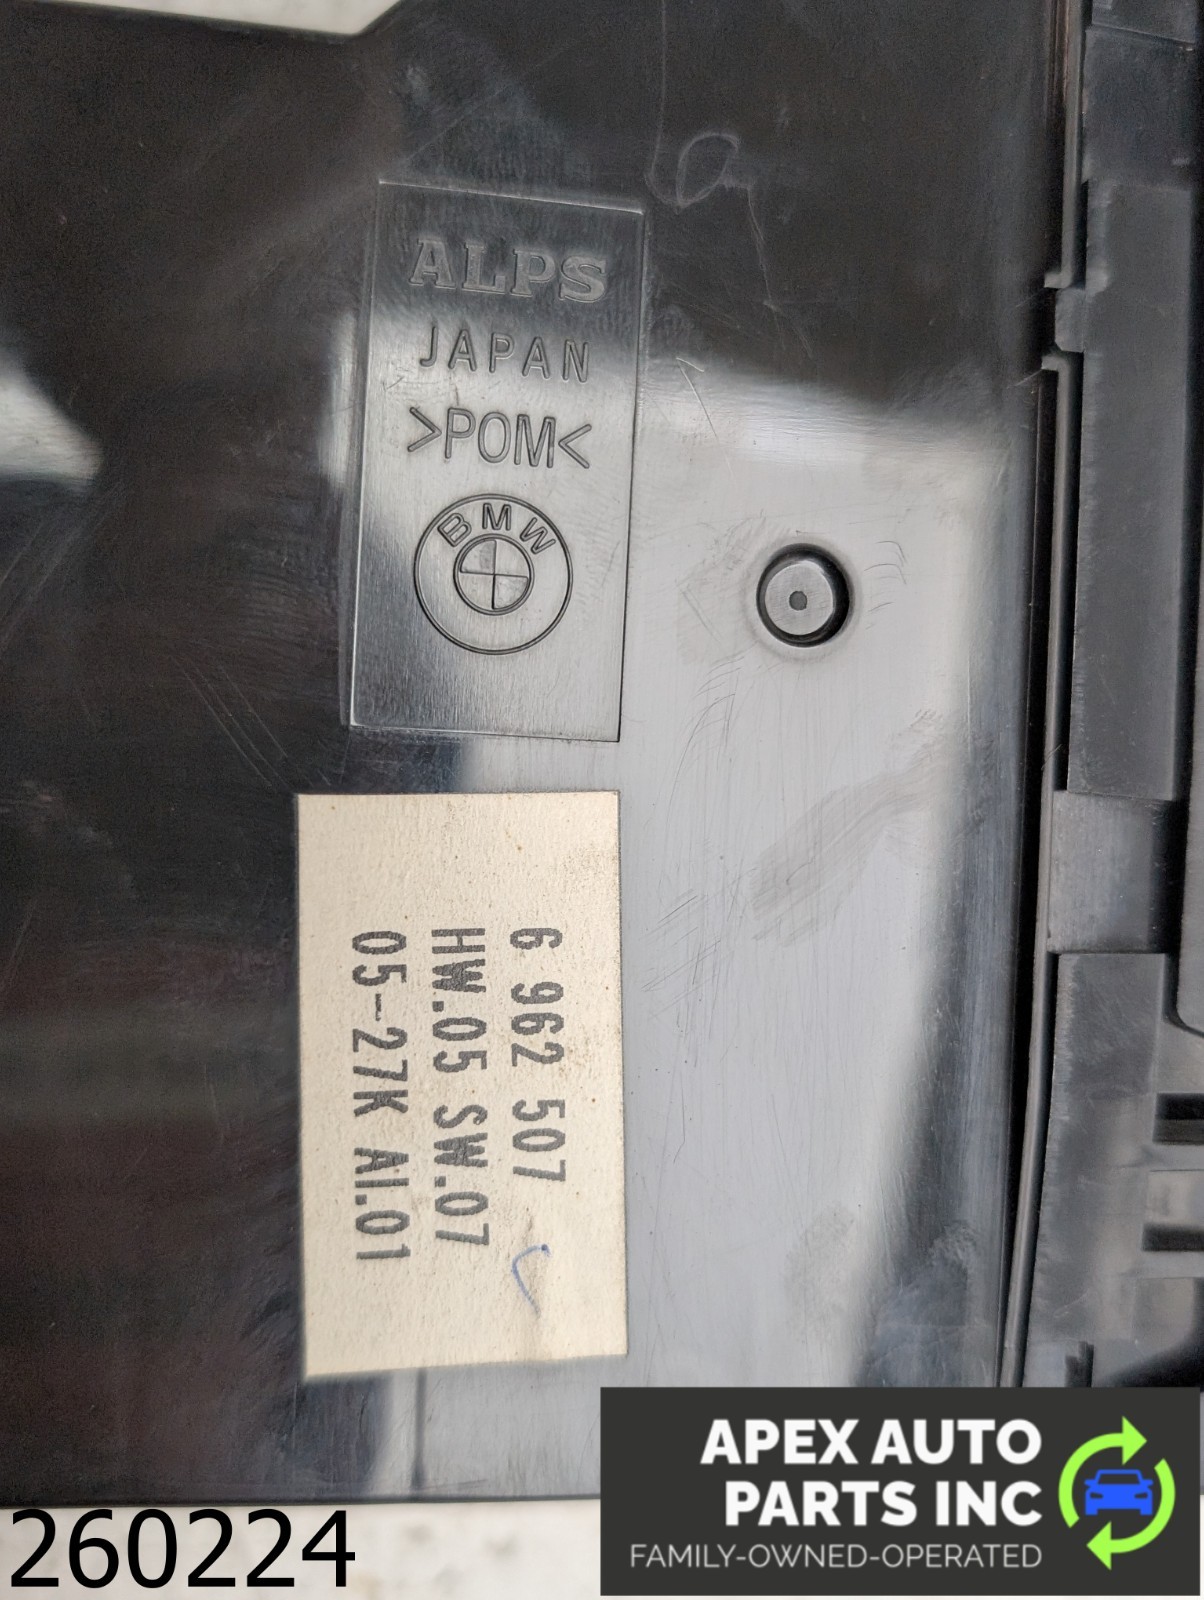 ALPS
JAPAN
>POM<
BMW
6 962 507
HW.05 SW.07
05-27K AI.01
260224
APEX AUTO
PARTS INC
FAMILY-OWNED-OPERATED